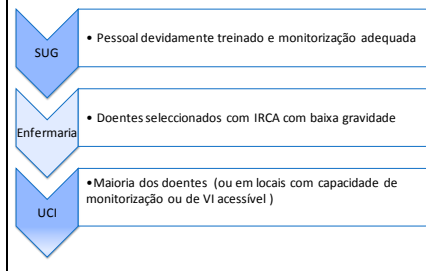 SUG
• Pessoal devidamente treinado e monitorização adequada
Enfermaria
• Doentes seleccionados com IRCA com baixa gravidade
UCI
•Maioria dos doentes (ou em locais com capacidade de
monitorização ou de VI acessível )